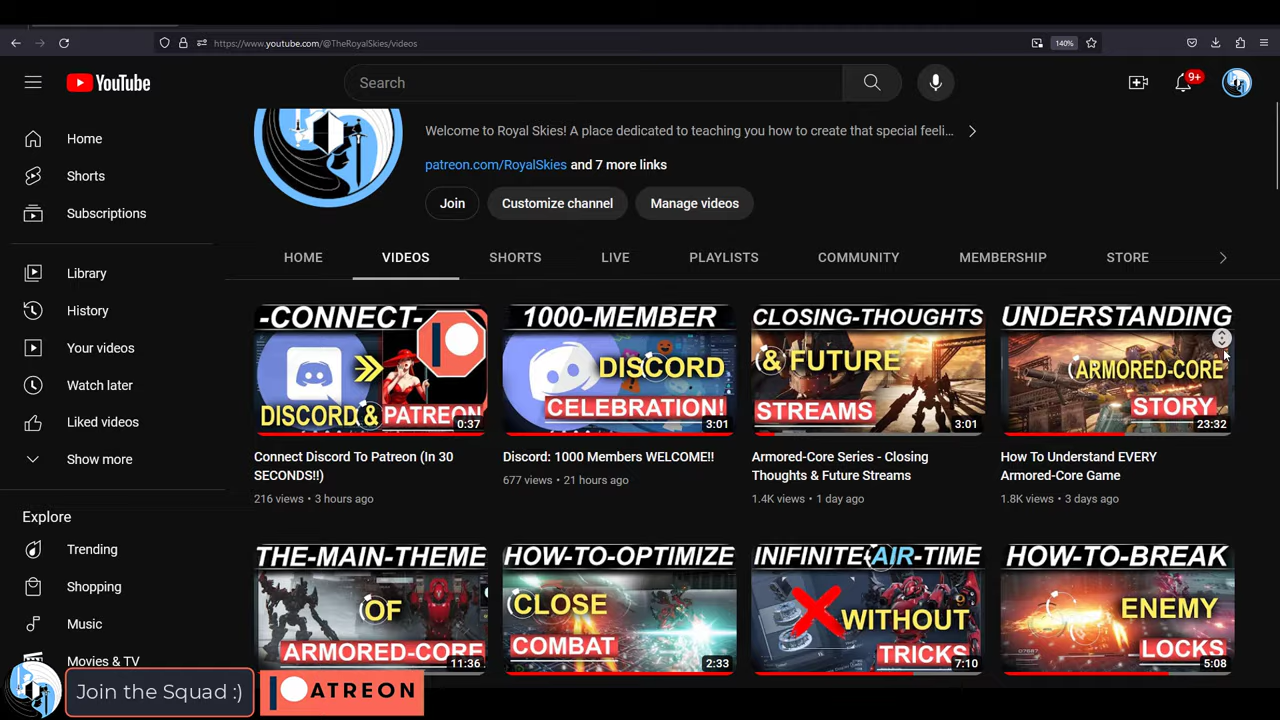 https://www.youtube.com/@TheRoyalSkies/videos
140%
YouTube
Search
9+
Home
Shorts
Subscriptions
Library
History
Your videos
Watch later
Liked videos
Show more
Explore
Trending
Shopping
Music
Movies & TV
Welcome to Royal Skies! A place dedicated to teaching you how to create that special feeli...
patreon.com/RoyalSkies and 7 more links
Join
Customize channel
Manage videos
HOME
VIDEOS
SHORTS
LIVE
PLAYLISTS
COMMUNITY
MEMBERSHIP
STORE
-CONNECT-
DISCORD & PATREON
0:37
Connect Discord To Patreon (In 30
SECONDS!!)
216 views • 3 hours ago
1000-MEMBER
DISCORD
CELEBRATION!
3:01
Discord: 1000 Members WELCOME!!
677 views • 21 hours ago
CLOSING-THOUGHTS
& FUTURE
STREAMS
3:01
Armored-Core Series - Closing
Thoughts & Future Streams
1.4K views • 1 day ago
UNDERSTANDING
ARMORED-CORE
STORY
23:32
How To Understand EVERY
Armored-Core Game
1.8K views • 3 days ago
THE-MAIN-THEME
OF
ARMORED-CORE
11:36
HOW-TO-OPTIMIZE
CLOSE
COMBAT
2:33
INIFINITE-AIR-TIME
WITHOUT
TRICKS
7:10
HOW-TO-BREAK
ENEMY
LOCKS
5:08
Join the Squad :)
PATREON